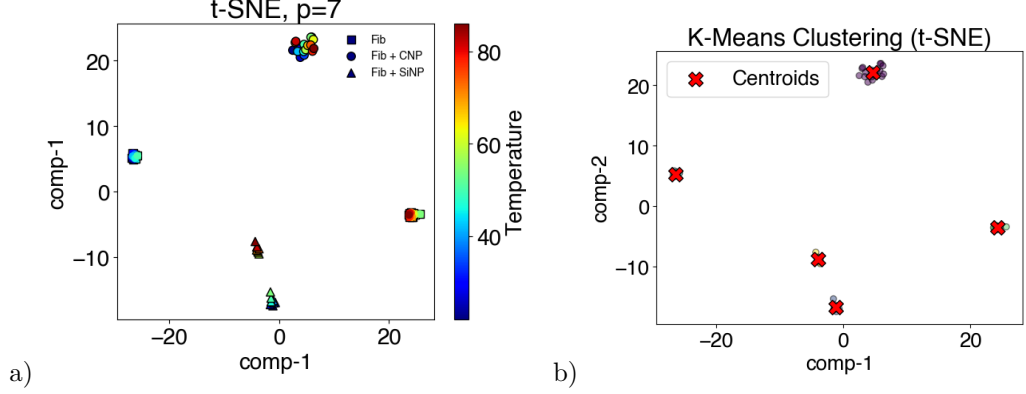 t-SNE, p=7
Fib
Fib + CNP
Fib + SiNP
20
10
0
−10
−20
0
20
comp-1
comp-1
80
60
40
Temperature
a)
K-Means Clustering (t-SNE)
Centroids
20
10
0
−10
−20
0
20
comp-2
comp-1
b)